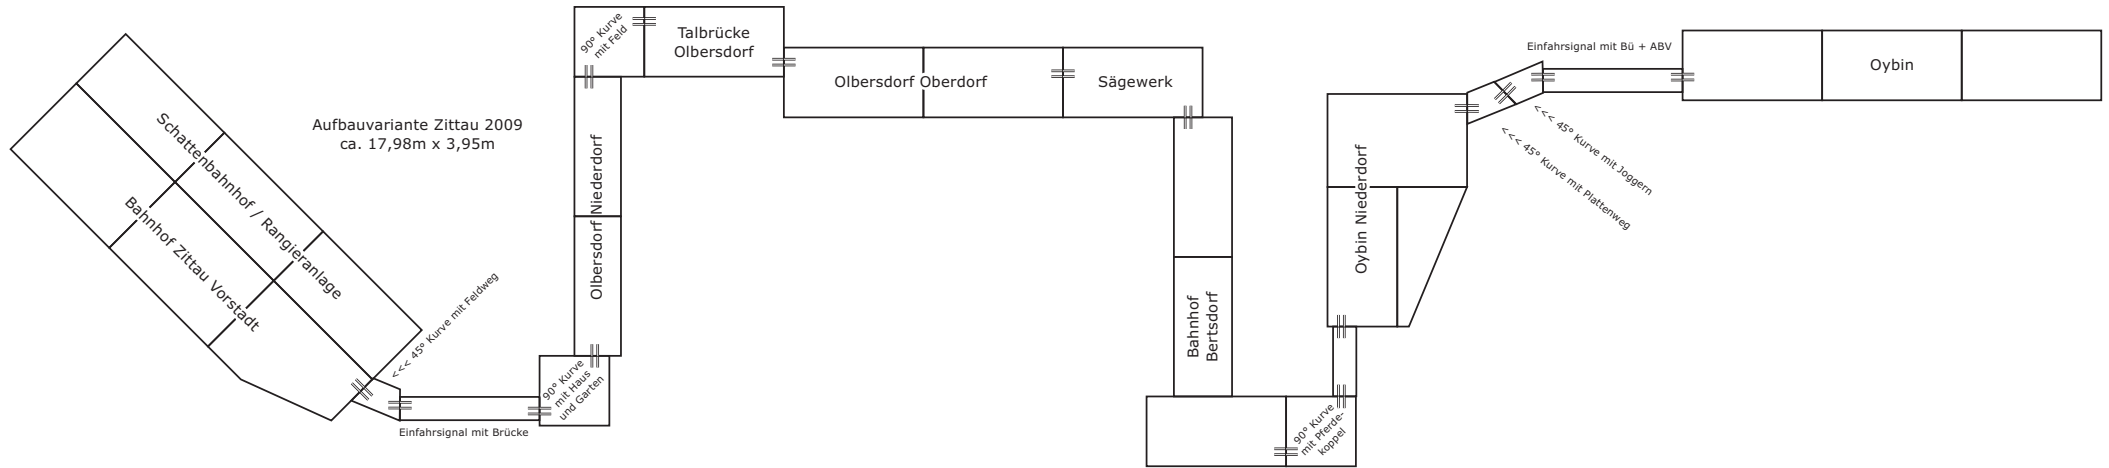 Aufbauvariante Zittau 2009
ca. 17,98m x 3,95m
Schattenbahnhof / Rangieranlage
Bahnhof Zittau Vorstadt
<<< 45° Kurve mit Feldweg
Einfahrsignal mit Brücke
90° Kurve
mit Haus
und Garten
Olbersdorf Niederdorf
90° Kurve
mit Feld
Talbrücke
Olbersdorf
Olbersdorf Oberdorf
Sägewerk
Bahnhof
Bertsdorf
90° Kurve
mit Pferde-
koppel
Oybin Niederdorf
<<< 45° Kurve mit Plattenweg
<<< 45° Kurve mit Joggern
Einfahrsignal mit Bü + ABV
Oybin